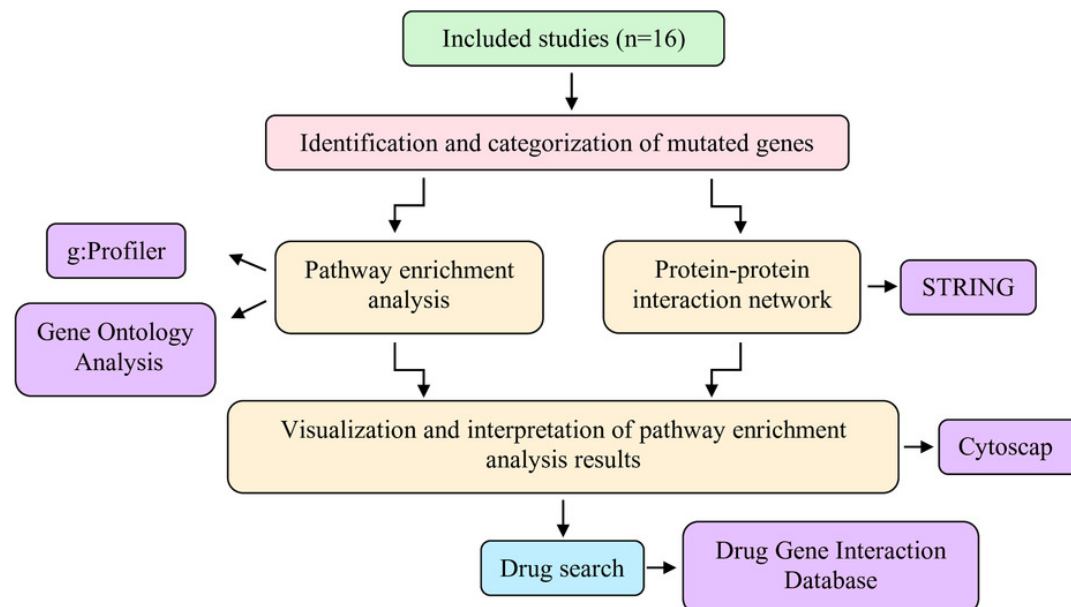 Included studies (n=16)
Identification and categorization of mutated genes
g:Profiler
Gene Ontology
Analysis
Pathway enrichment
analysis
Protein-protein
interaction network
STRING
Visualization and interpretation of pathway enrichment
analysis results
Cytoscap
Drug search
Drug Gene Interaction
Database